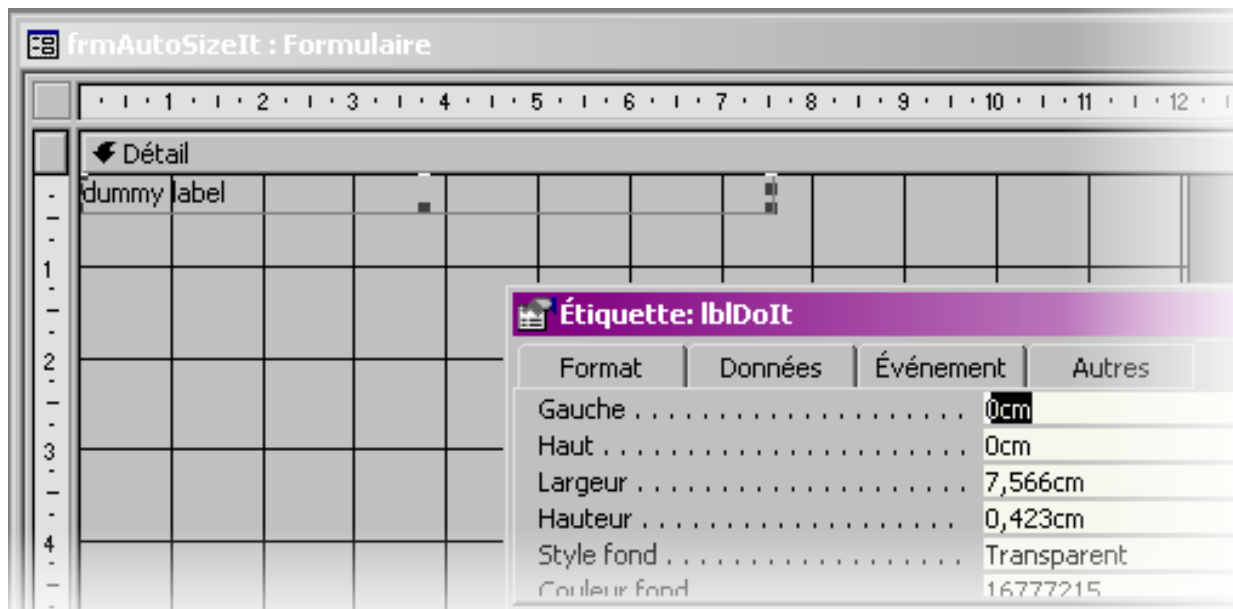 frmAutoSizeIt : Formulaire
1 2 3 4 5 6 7 8 9 10 11 12
Détail
dummy label
1
2
3
4
Étiquette: lblDoIt
Format Données Événement Autres
Gauche . . . . . . . . . . . . . . . . . . . . 0cm
Haut . . . . . . . . . . . . . . . . . . . . . . 0cm
Largeur . . . . . . . . . . . . . . . . . . . . 7,566cm
Hauteur . . . . . . . . . . . . . . . . . . . 0,423cm
Style fond . . . . . . . . . . . . . . . . . . Transparent
Couleur fond 16777215